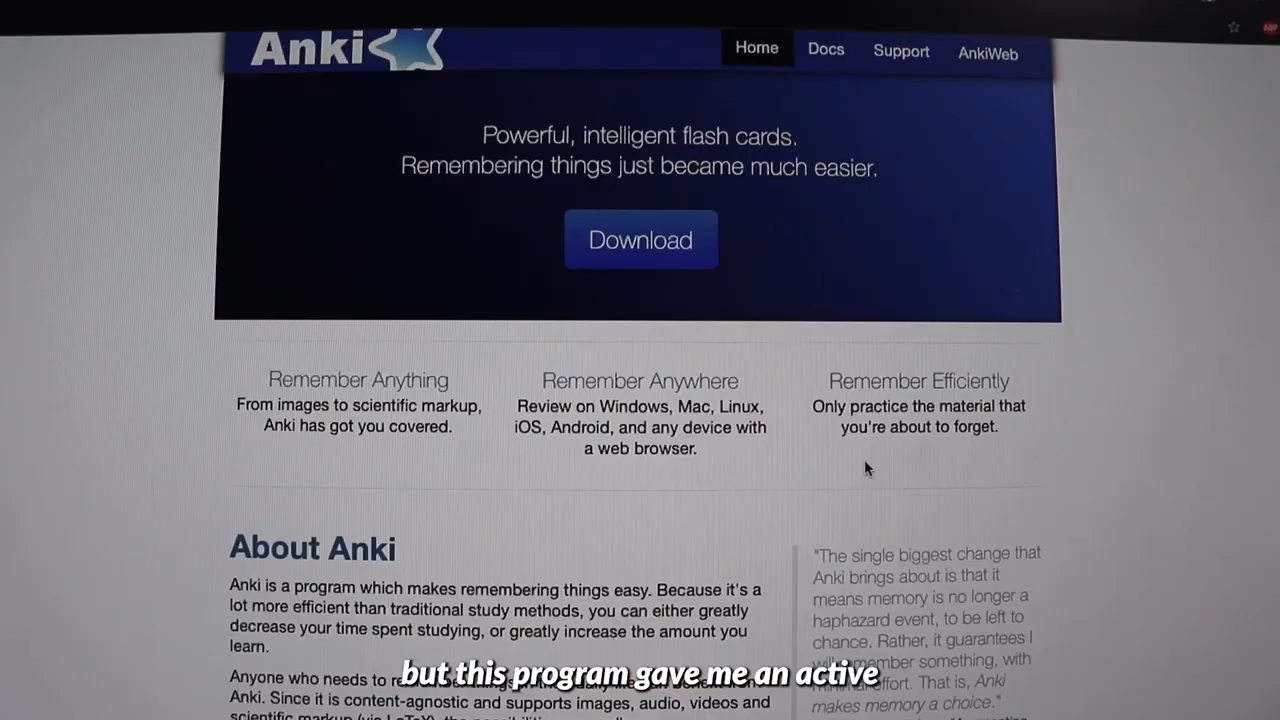 Anki
Home Docs Support AnkiWeb
Powerful, intelligent flash cards.
Remembering things just became much easier.
Download
Remember Anything
From images to scientific markup,
Anki has got you covered.
Remember Anywhere
Review on Windows, Mac, Linux,
iOS, Android, and any device with
a web browser.
Remember Efficiently
Only practice the material that
you're about to forget.
About Anki
Anki is a program which makes remembering things easy. Because it's a
lot more efficient than traditional study methods, you can either greatly
decrease your time spent studying, or greatly increase the amount you
learn.
Anyone who needs to
Anki. Since it is content-agnostic and supports images, audio, videos and
scientific markup (via LaTeX), the
"The single biggest change that
Anki brings about is that it
means memory is no longer a
haphazard event, to be left to
chance. Rather, it guarantees I
will remember something, with
effort. That is, Anki
makes memory a choice."
but this program gave me an active